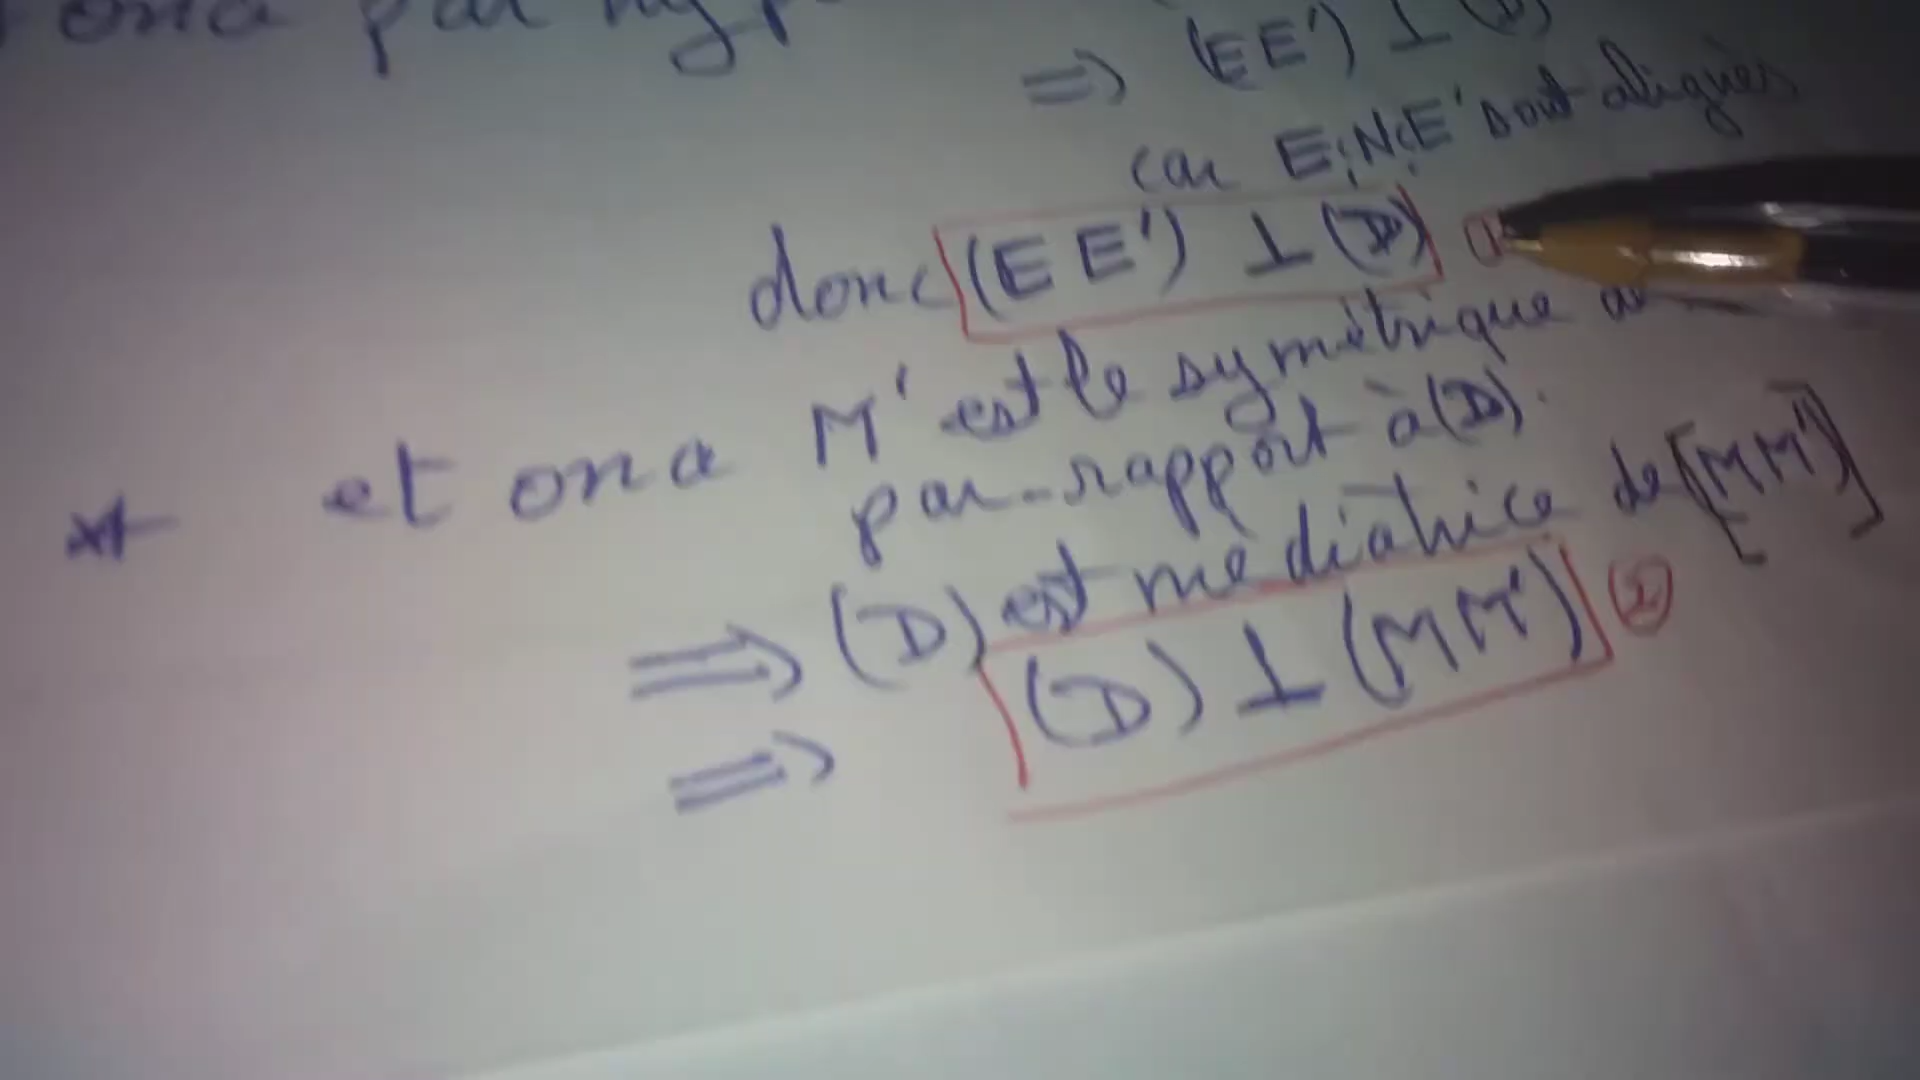 on a par hyp
=> (EE') ⊥ (D)
car E; N; E' sont alignés
donc (E E') ⊥ (D) ①
* et on a M' est le symétrique de
par-rapport à (D).
=> (D) est médiatrice de [MM']
=> (D) ⊥ (MM') ②